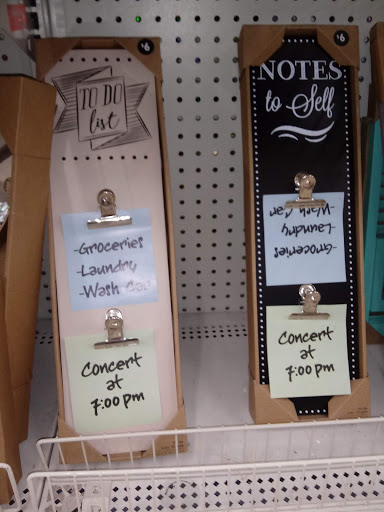 $6
TO DO
list
-Groceries
-Laundry
-Wash Car
Concert
at
7:00 pm
$6
NOTES
to Self
-Groceries
-Laundry
-Wash Car
Concert
at
7:00 pm